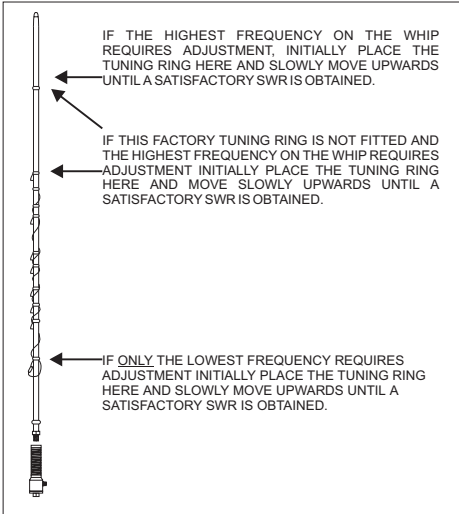 IF THE HIGHEST FREQUENCY ON THE WHIP
REQUIRES ADJUSTMENT, INITIALLY PLACE THE
TUNING RING HERE AND SLOWLY MOVE UPWARDS
UNTIL A SATISFACTORY SWR IS OBTAINED.
IF THIS FACTORY TUNING RING IS NOT FITTED AND
THE HIGHEST FREQUENCY ON THE WHIP REQUIRES
ADJUSTMENT INITIALLY PLACE THE TUNING RING
HERE AND MOVE SLOWLY UPWARDS UNTIL A
SATISFACTORY SWR IS OBTAINED.
IF ONLY THE LOWEST FREQUENCY REQUIRES
ADJUSTMENT INITIALLY PLACE THE TUNING RING
HERE AND SLOWLY MOVE UPWARDS UNTIL A
SATISFACTORY SWR IS OBTAINED.